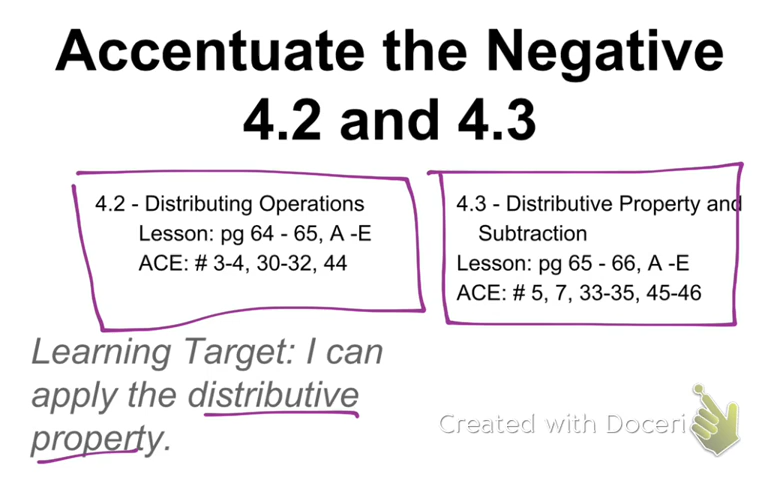 Accentuate the Negative
4.2 and 4.3
4.2 - Distributing Operations
Lesson: pg 64 - 65, A -E
ACE: # 3-4, 30-32, 44
4.3 - Distributive Property and
Subtraction
Lesson: pg 65 - 66, A -E
ACE: # 5, 7, 33-35, 45-46
Learning Target: I can
apply the distributive
property.
Created with Doceri